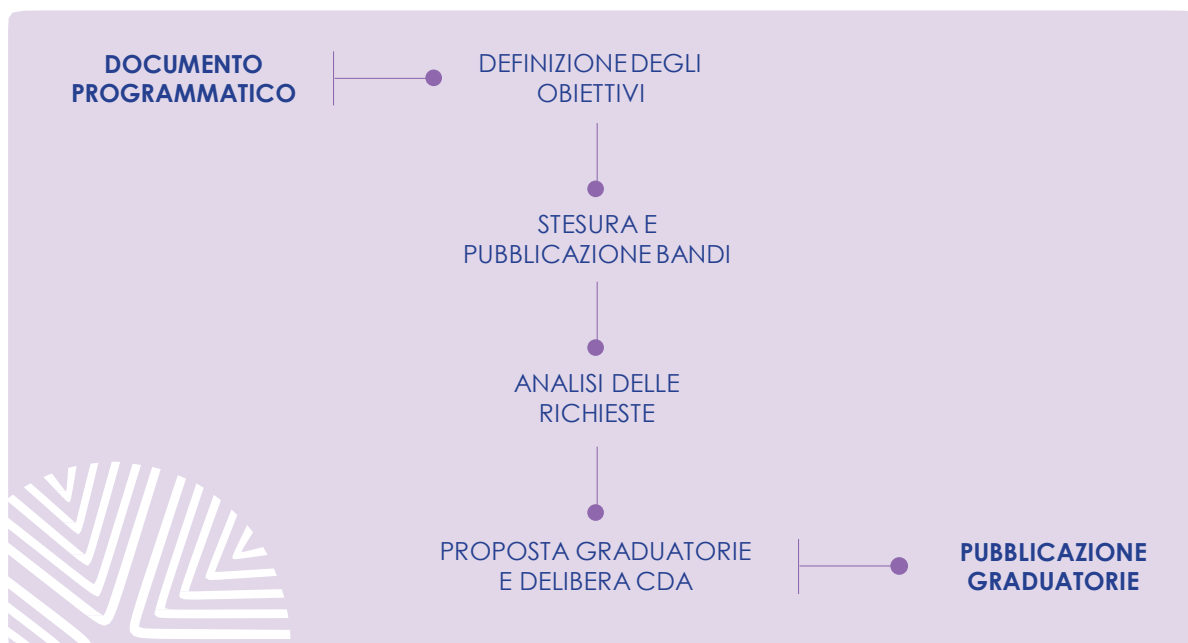 DOCUMENTO
PROGRAMMATICO
DEFINIZIONE DEGLI
OBIETTIVI
STESURA E
PUBBLICAZIONE BANDI
ANALISI DELLE
RICHIESTE
PROPOSTA GRADUATORIE
E DELIBERA CDA
PUBBLICAZIONE
GRADUATORIE